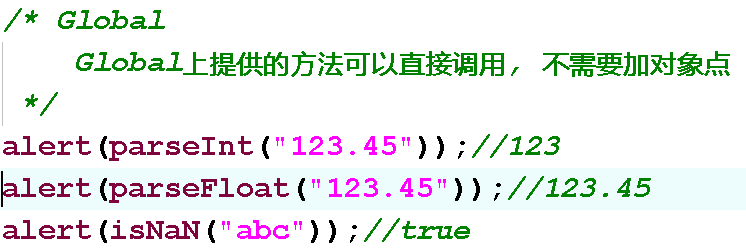 /* Global
Global上提供的方法可以直接调用, 不需要加对象点
*/
alert(parseInt("123.45"));//123
alert(parseFloat("123.45"));//123.45
alert(isNaN("abc"));//true